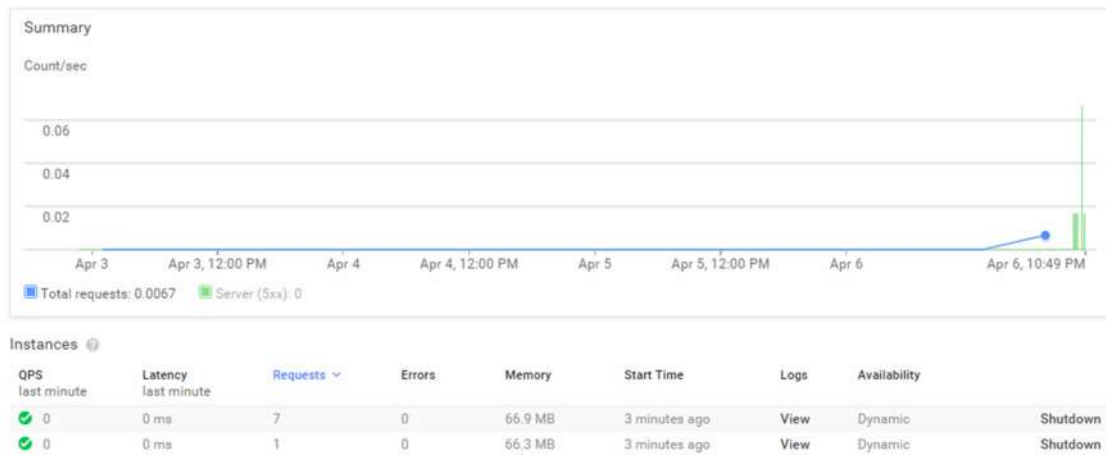 Summary
Count/sec
0.06
0.04
0.02
Apr 3 Apr 3, 12:00 PM Apr 4 Apr 4, 12:00 PM Apr 5 Apr 5, 12:00 PM Apr 6 Apr 6, 10:49 PM
Total requests: 0.0067 Server (5xx): 0
Instances ?
QPS Latency Requests Errors Memory Start Time Logs Availability
last minute last minute
0 0 ms 7 0 66.9 MB 3 minutes ago View Dynamic Shutdown
0 0 ms 1 0 66.3 MB 3 minutes ago View Dynamic Shutdown